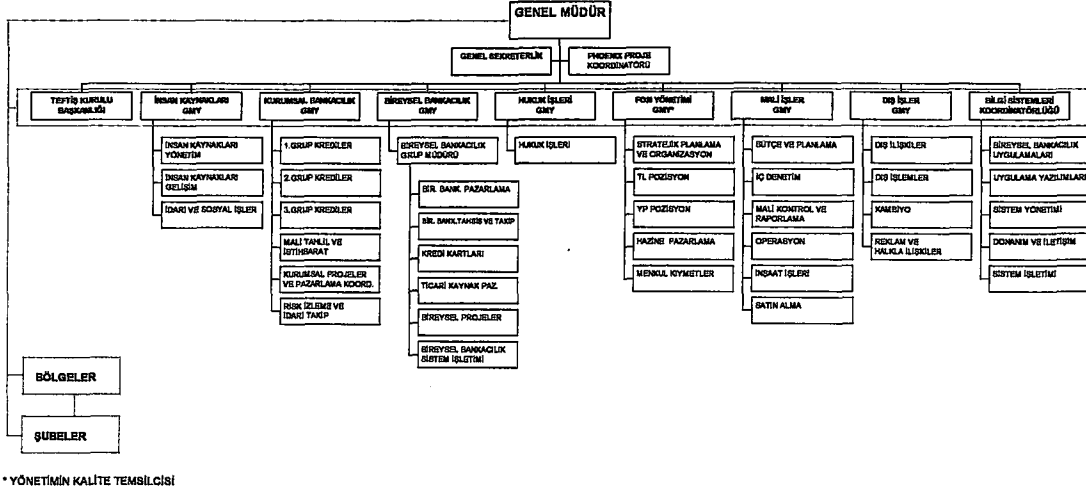 GENEL MÜDÜR
GENEL SEKRETERLİK
PHOENIX PROJE
KOORDİNATÖRÜ
TEFTİŞ KURULU
BAŞKANLIĞI
İNSAN KAYNAKLARI
GMY
KURUMSAL BANKACILIK
GMY
BİREYSEL BANKACILIK
GMY
HUKUK İŞLERİ
GMY
FON YÖNETİMİ
GMY*
MALİ İŞLER
GMY
DIŞ İŞLER
GMY
BİLGİ SİSTEMLERİ
KOORDİNATÖRLÜĞÜ
İNSAN KAYNAKLARI
YÖNETİM
İNSAN KAYNAKLARI
GELİŞİM
İDARİ VE SOSYAL İŞLER
1.GRUP KREDİLER
2.GRUP KREDİLER
3.GRUP KREDİLER
MALİ TAHLİL VE
İSTİHBARAT
KURUMSAL PROJELER
VE PAZARLAMA KOORD.
RİSK İZLEME VE
İDARİ TAKİP
BİREYSEL BANKACILIK
GRUP MÜDÜRÜ
BİR. BANK. PAZARLAMA
BİR. BANK.TAHSİS VE TAKİP
KREDİ KARTLARI
TİCARİ KAYNAK PAZ.
BİREYSEL PROJELER
BİREYSEL BANKACILIK
SİSTEM İŞLETİMİ
HUKUK İŞLERİ
STRATEJİK PLANLAMA
VE ORGANİZASYON
TL POZİSYON
YP POZİSYON
HAZİNE PAZARLAMA
MENKUL KIYMETLER
BÜTÇE VE PLANLAMA
İÇ DENETİM
MALİ KONTROL VE
RAPORLAMA
OPERASYON
İNŞAAT İŞLERİ
SATIN ALMA
DIŞ İLİŞKİLER
DIŞ İŞLEMLER
KAMBİYO
REKLAM VE
HALKLA İLİŞKİLER
BİREYSEL BANKACILIK
UYGULAMALARI
UYGULAMA YAZILIMLARI
SİSTEM YÖNETİMİ
DONANIM VE İLETİŞİM
SİSTEM İŞLETİMİ
BÖLGELER
ŞUBELER
* YÖNETİMİN KALİTE TEMSİLCİSİ